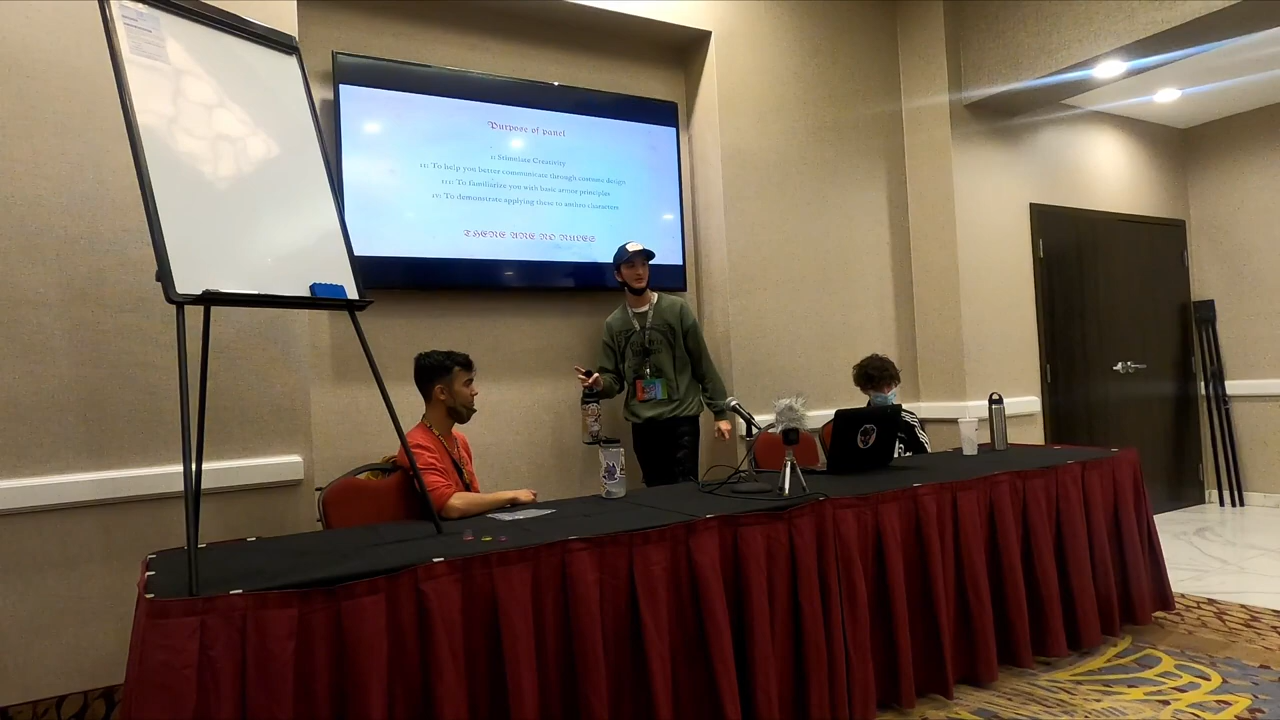 Purpose of panel
I: Stimulate Creativity
II: To help you better communicate through costume design
III: To familiarize you with basic armor principles
IV: To demonstrate applying these to anthro characters
THERE ARE NO RULES